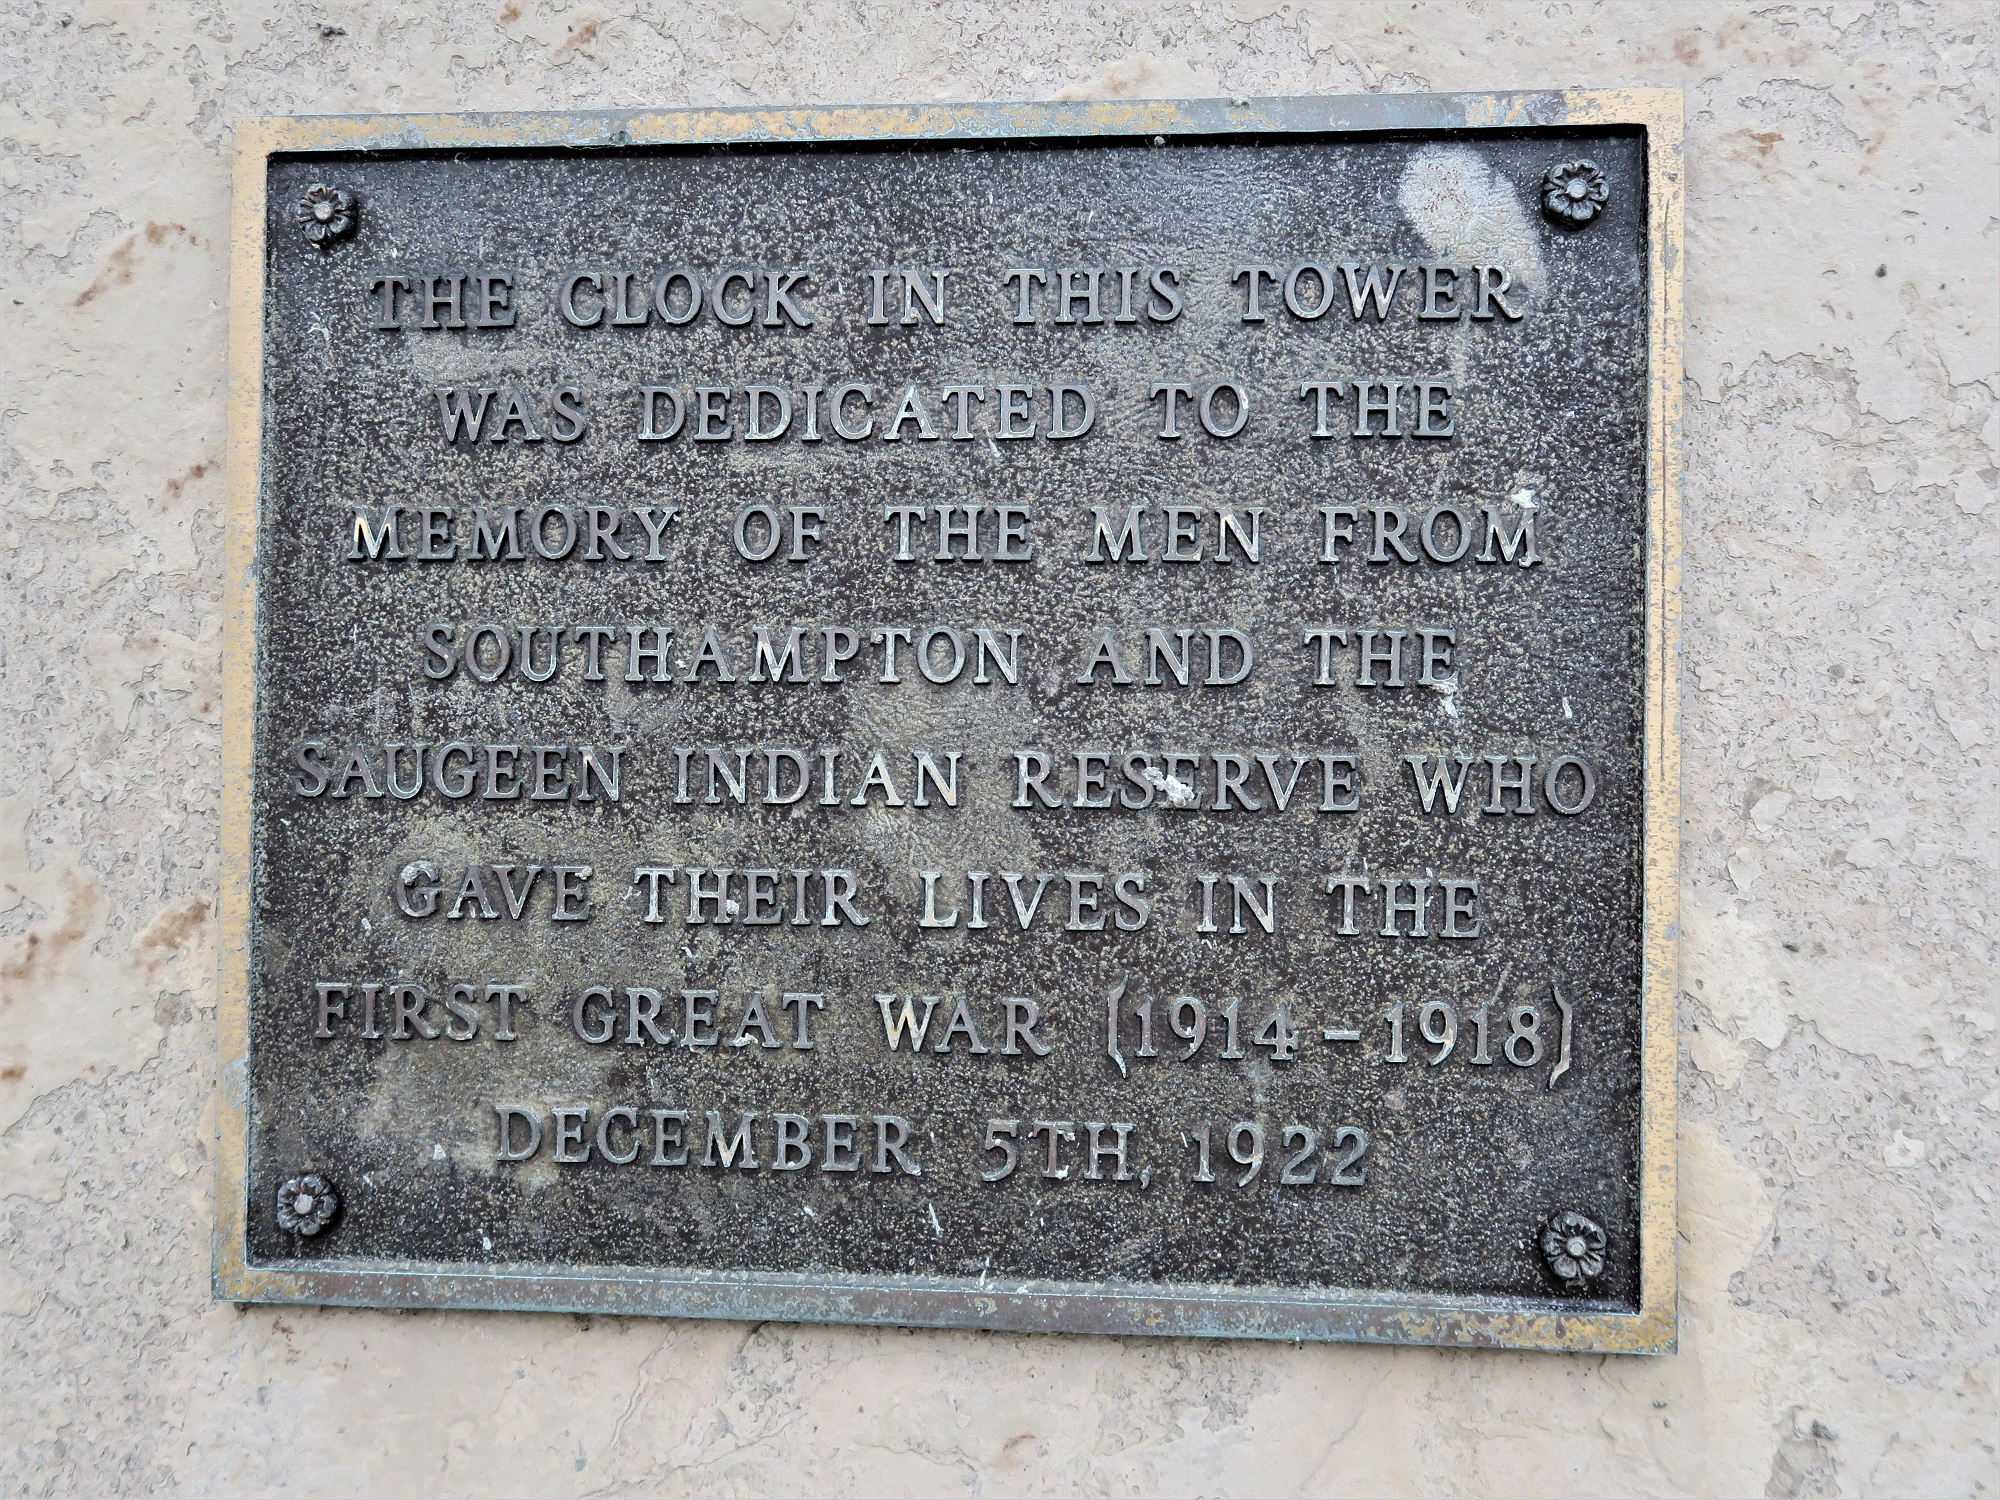 THE CLOCK IN THIS TOWER
WAS DEDICATED TO THE
MEMORY OF THE MEN FROM
SOUTHAMPTON AND THE
SAUGEEN INDIAN RESERVE WHO
GAVE THEIR LIVES IN THE
FIRST GREAT WAR (1914-1918)
DECEMBER 5TH, 1922